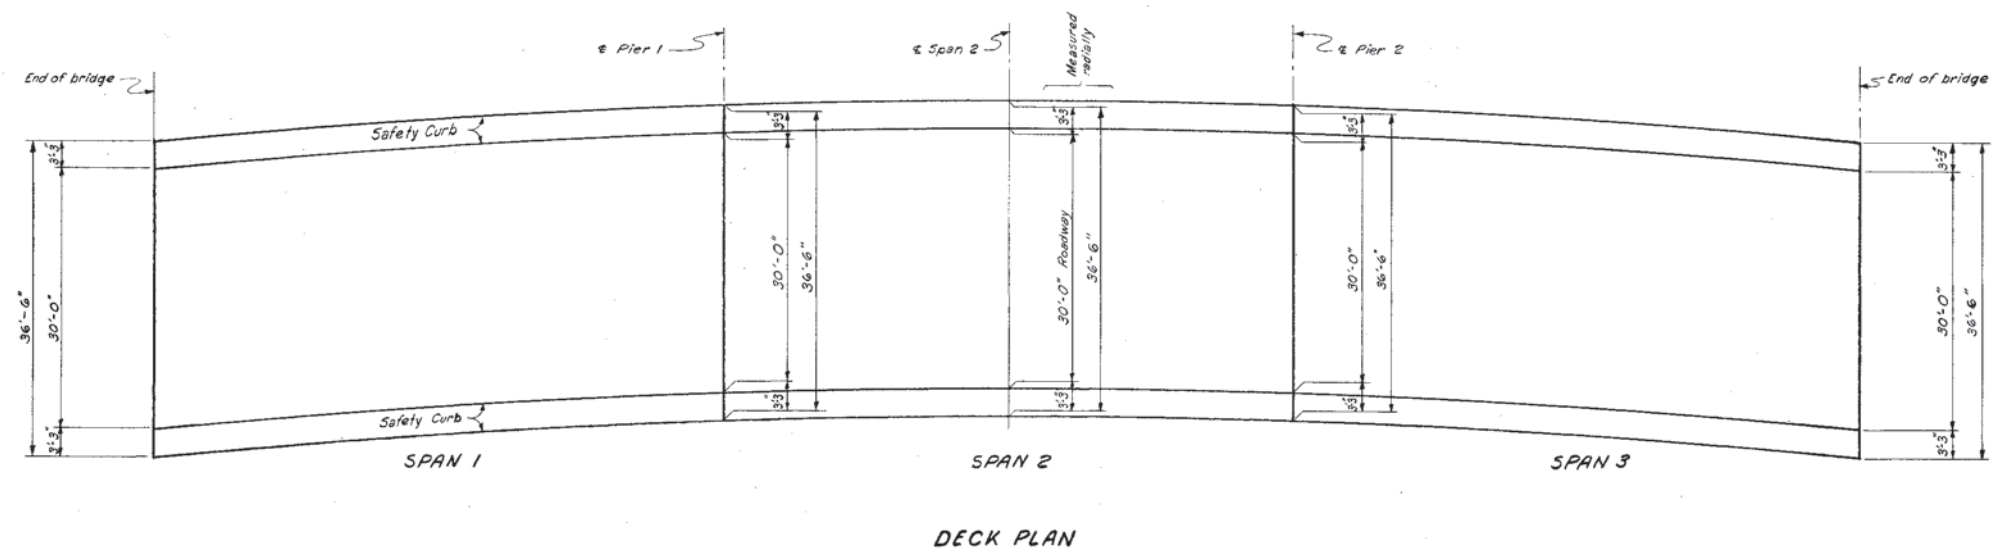 Measured
radially
℄ Pier 1
℄ Span 2
℄ Pier 2
End of bridge
End of bridge
Safety Curb
3'-3"
3'-3"
3'-3"
3'-3"
3'-3"
30'-0"
36'-6"
30'-0" Roadway
36'-6"
30'-0"
36'-6"
36'-6"
30'-0"
30'-0"
36'-6"
3'-3"
3'-3"
3'-3"
Safety Curb
3'-3"
3'-3"
SPAN 1
SPAN 2
SPAN 3
DECK PLAN